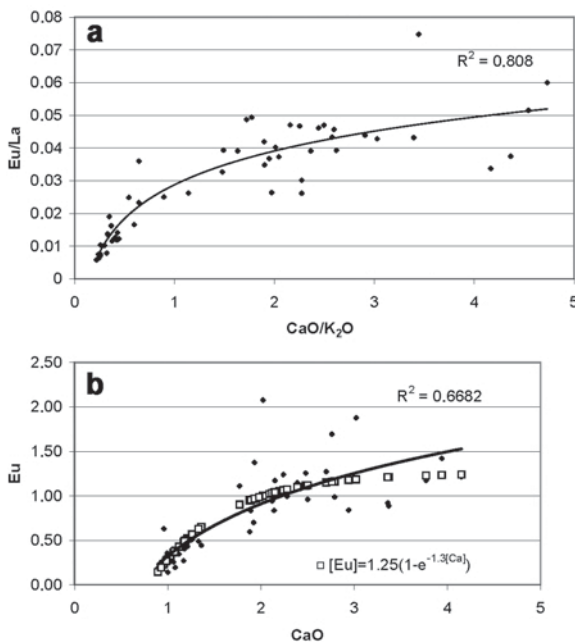 a
0,08
R² = 0.808
0,07
0,06
0,05
Eu/La
0,04
0,03
0,02
0,01
0
0 1 2 3 4 5
CaO/K₂O
b
2,50
R² = 0.6682
2,00
1,50
Eu
1,00
0,50
[Eu]=1.25(1-e⁻¹·³[Ca])
0,00
0 1 2 3 4 5
CaO